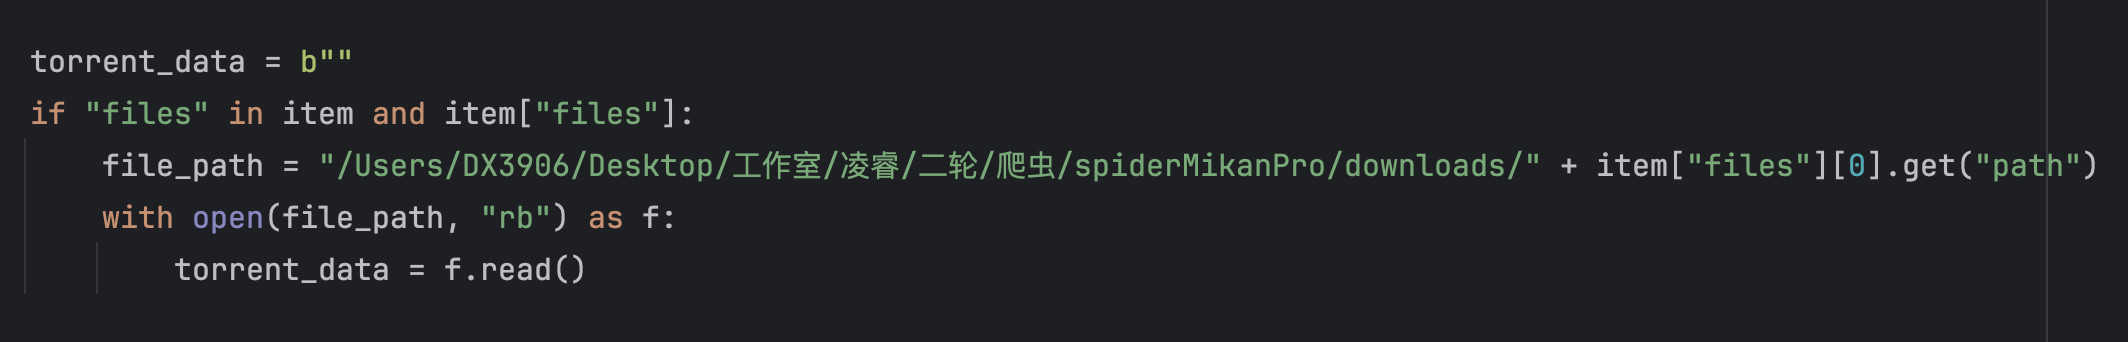 torrent_data = b""
if "files" in item and item["files"]:
    file_path = "/Users/DX3906/Desktop/工作室/凌睿/二轮/爬虫/spiderMikanPro/downloads/" + item["files"][0].get("path")
    with open(file_path, "rb") as f:
        torrent_data = f.read()